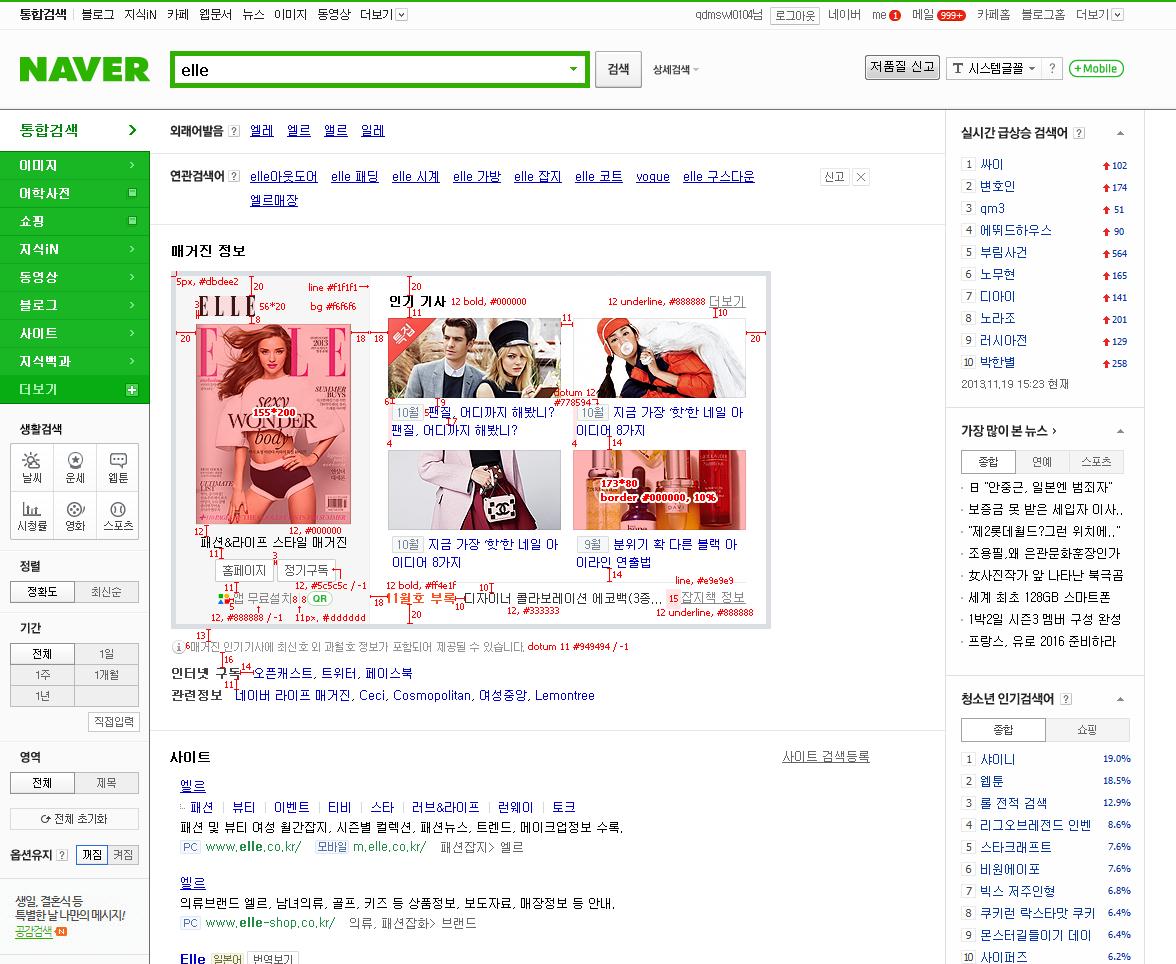 통합검색 블로그 지식iN 카페 웹문서 뉴스 이미지 동영상 더보기
qdmswl0104님 로그아웃 네이버 me 1 메일 999+ 카페홈 블로그홈 더보기
NAVER
elle
검색
상세검색
저품질 신고
T 시스템글꼴
?
+Mobile
통합검색
이미지
어학사전
쇼핑
지식iN
동영상
블로그
사이트
지식백과
더보기
생활검색
날씨 운세 웹툰
시청률 영화 스포츠
정렬
정확도 최신순
기간
전체 1일
1주 1개월
1년
직접입력
영역
전체 제목
전체 초기화
옵션유지 ? 꺼짐 켜짐
생일, 결혼식 등
특별한 날 나만의 메시지!
공감검색 N
외래어발음 ? 엘레 엘르 앨르 일레
연관검색어 ? elle아웃도어 elle 패딩 elle 시계 elle 가방 elle 잡지 elle 코트 vogue elle 구스다운
엘르매장
신고
매거진 정보
5px, #dbdee2
20
line #f1f1f1
3
ELLE
56*20
bg #f6f6f6
8
20
18
18
ELLE
2013
SUMMER
BUYS
sexy
WONDER
body
155*200
ULTIMATE
LIST
12
12, #000000
패션&라이프 스타일 매거진
11
3
홈페이지 정기구독
12, #5c5c5c / -1
11
앱 무료설치 8 8 QR
5
12, #888888 / -1
11px, #dddddd
20
인기 기사 12 bold, #000000
12 underline, #888888 더보기
11
10
11
20
특집
dotum 12
#778594
6
9
10월 팬질, 어디까지 해봤니?
5
17
팬질, 어디까지 해봤니?
4
10월 지금 가장 '핫'한 네일 아
이디어 8가지
4
14
173*80
border #000000, 10%
10월 지금 가장 '핫'한 네일 아
이디어 8가지
9월 분위기 확 다른 블랙 아
이라인 연출법
14
12 bold, #ff4e1f
10
line, #e9e9e9
18
11월호 부록
10
디자이너 콜라보레이션 에코백(3종...
15
잡지책 정보
12, #333333
12 underline, #888888
20
13
6
매거진 인기기사에 최신호 외 과월호 정보가 포함되어 제공될 수 있습니다. dotum 11 #949494 / -1
16
인터넷 구독 14 오픈캐스트, 트위터, 페이스북
11
관련정보 네이버 라이프 매거진, Ceci, Cosmopolitan, 여성중앙, Lemontree
사이트
사이트 검색등록
엘르
패션 뷰티 이벤트 티비 스타 러브&라이프 런웨이 토크
패션 및 뷰티 여성 월간잡지, 시즌별 컬렉션, 패션뉴스, 트렌드, 메이크업정보 수록.
PC www.elle.co.kr/ 모바일 m.elle.co.kr/ 패션잡지> 엘르
엘르
의류브랜드 엘르, 남녀의류, 골프, 키즈 등 상품정보, 보도자료, 매장정보 등 안내.
PC www.elle-shop.co.kr/ 의류, 패션잡화> 브랜드
Elle 일본어 번역보기
실시간 급상승 검색어 ?
1 싸이 102
2 변호인 174
3 qm3 51
4 에뛰드하우스 90
5 부림사건 564
6 노무현 165
7 디아이 141
8 노라조 201
9 러시아전 129
10 박한별 258
2013.11.19 15:23 현재
가장 많이 본 뉴스
종합 연예 스포츠
日 "안중근, 일본엔 범죄자"
보증금 못 받은 세입자 이사..
"제2롯데월드?그런 위치에.."
조용필,왜 은관문화훈장인가
女사진작가 앞 나타난 북극곰
세계 최초 128GB 스마트폰
1박2일 시즌3 멤버 구성 완성
프랑스, 유로 2016 준비하라
청소년 인기검색어 ?
종합 쇼핑
1 샤이니 19.0%
2 웹툰 18.5%
3 롤 전적 검색 12.9%
4 리그오브레전드 인벤 8.6%
5 스타크래프트 7.6%
6 비원에이포 7.6%
7 빅스 저주인형 6.8%
8 쿠키런 락스타맛 쿠키 6.4%
9 몬스터길들이기 데이 6.4%
10 사이퍼즈 6.2%